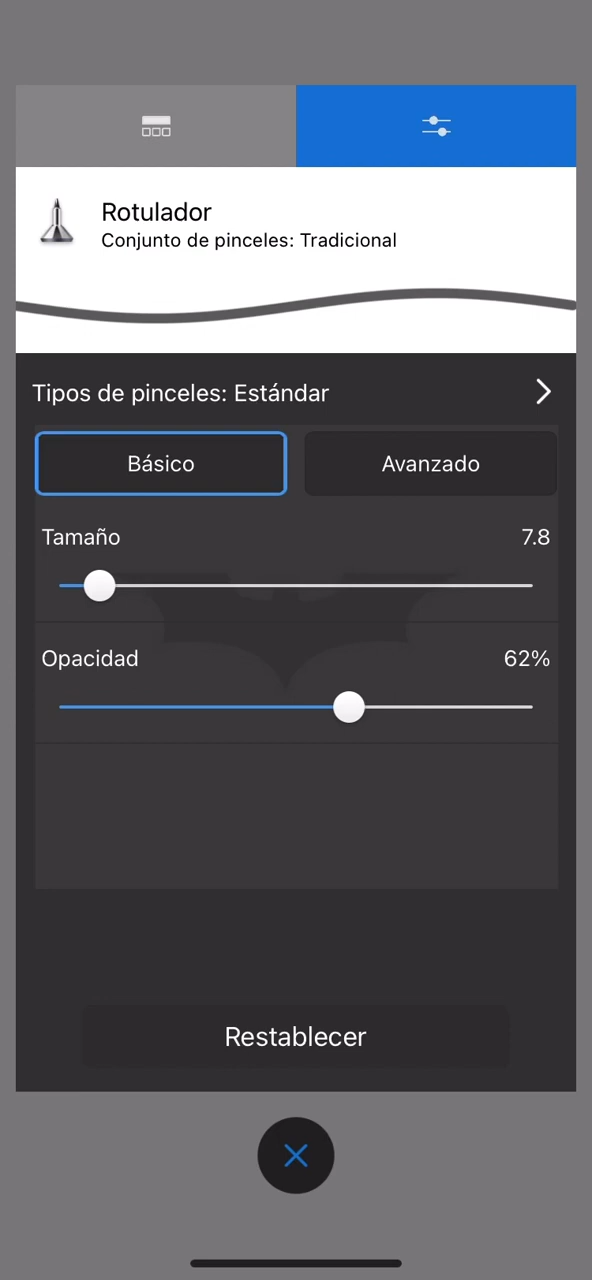 Rotulador
Conjunto de pinceles: Tradicional
Tipos de pinceles: Estándar
Básico
Avanzado
Tamaño
7.8
Opacidad
62%
Restablecer